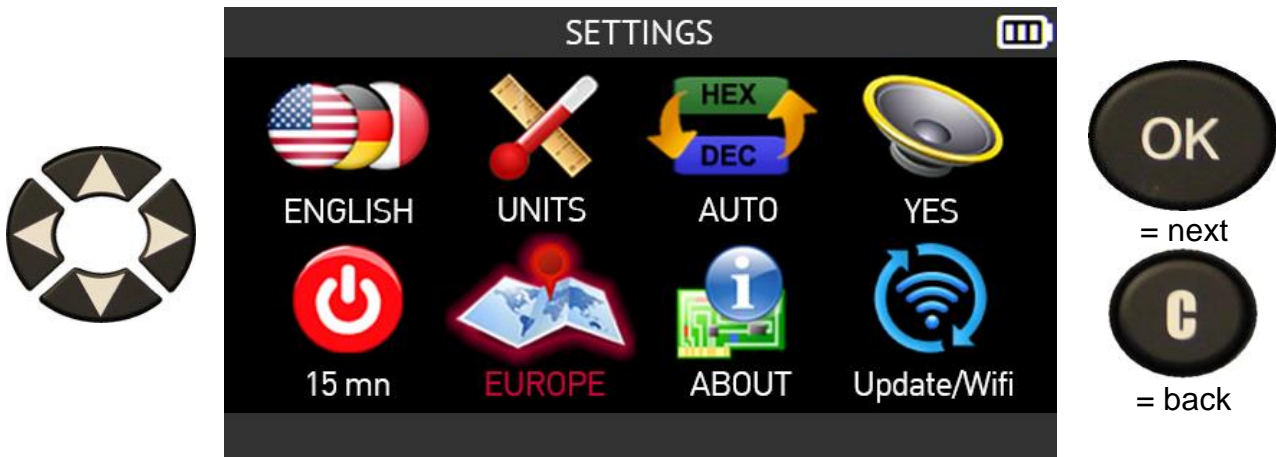 SETTINGS
HEX
DEC
ENGLISH UNITS AUTO YES
15 mn EUROPE ABOUT Update/Wifi
OK
= next
C
= back